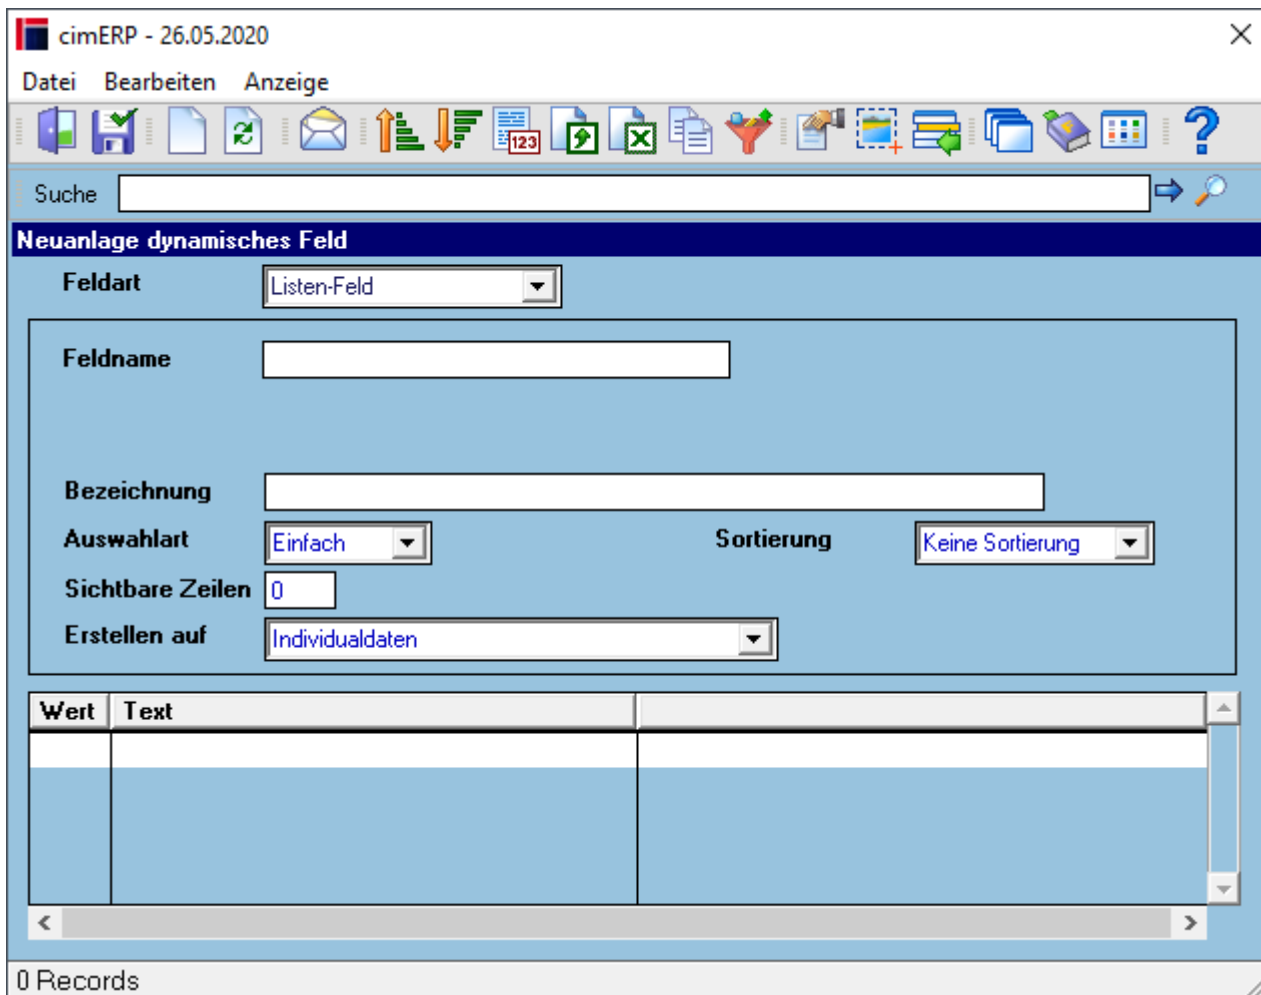 cimERP - 26.05.2020
Datei Bearbeiten Anzeige
123
Suche
Neuanlage dynamisches Feld
Feldart Listen-Feld
Feldname
Bezeichnung
Auswahlart Einfach Sortierung Keine Sortierung
Sichtbare Zeilen 0
Erstellen auf Individualdaten
Wert Text
0 Records